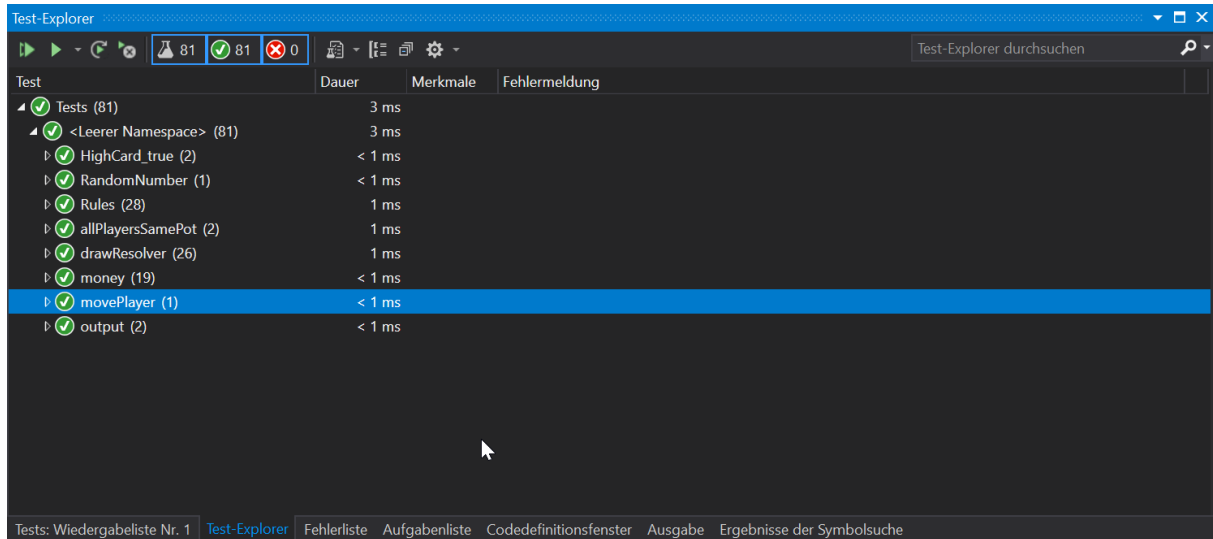 Test-Explorer
81 81 0 Test-Explorer durchsuchen
Test Dauer Merkmale Fehlermeldung
Tests (81) 3 ms
<Leerer Namespace> (81) 3 ms
HighCard_true (2) < 1 ms
RandomNumber (1) < 1 ms
Rules (28) 1 ms
allPlayersSamePot (2) 1 ms
drawResolver (26) 1 ms
money (19) < 1 ms
movePlayer (1) < 1 ms
output (2) < 1 ms
Tests: Wiedergabeliste Nr. 1 Test-Explorer Fehlerliste Aufgabenliste Codedefinitionsfenster Ausgabe Ergebnisse der Symbolsuche